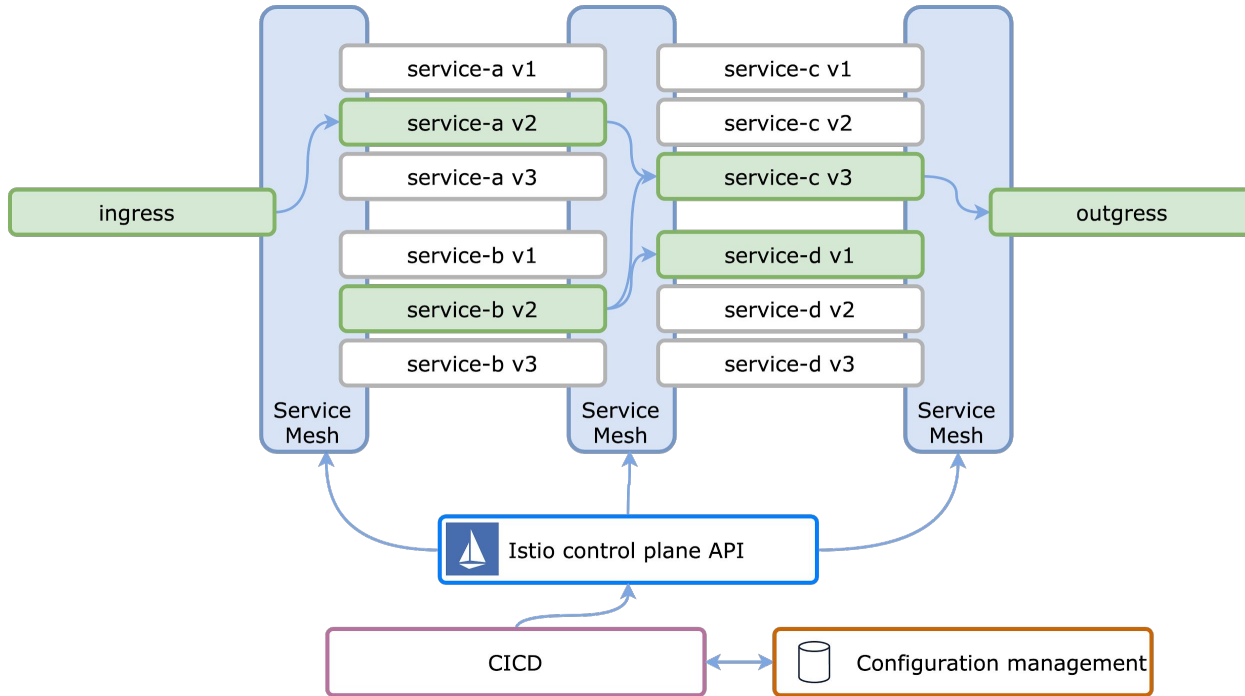 service-a v1
service-a v2
service-a v3
service-b v1
service-b v2
service-b v3
service-c v1
service-c v2
service-c v3
service-d v1
service-d v2
service-d v3
ingress
outgress
Service
Mesh
Service
Mesh
Service
Mesh
Istio control plane API
CICD
Configuration management